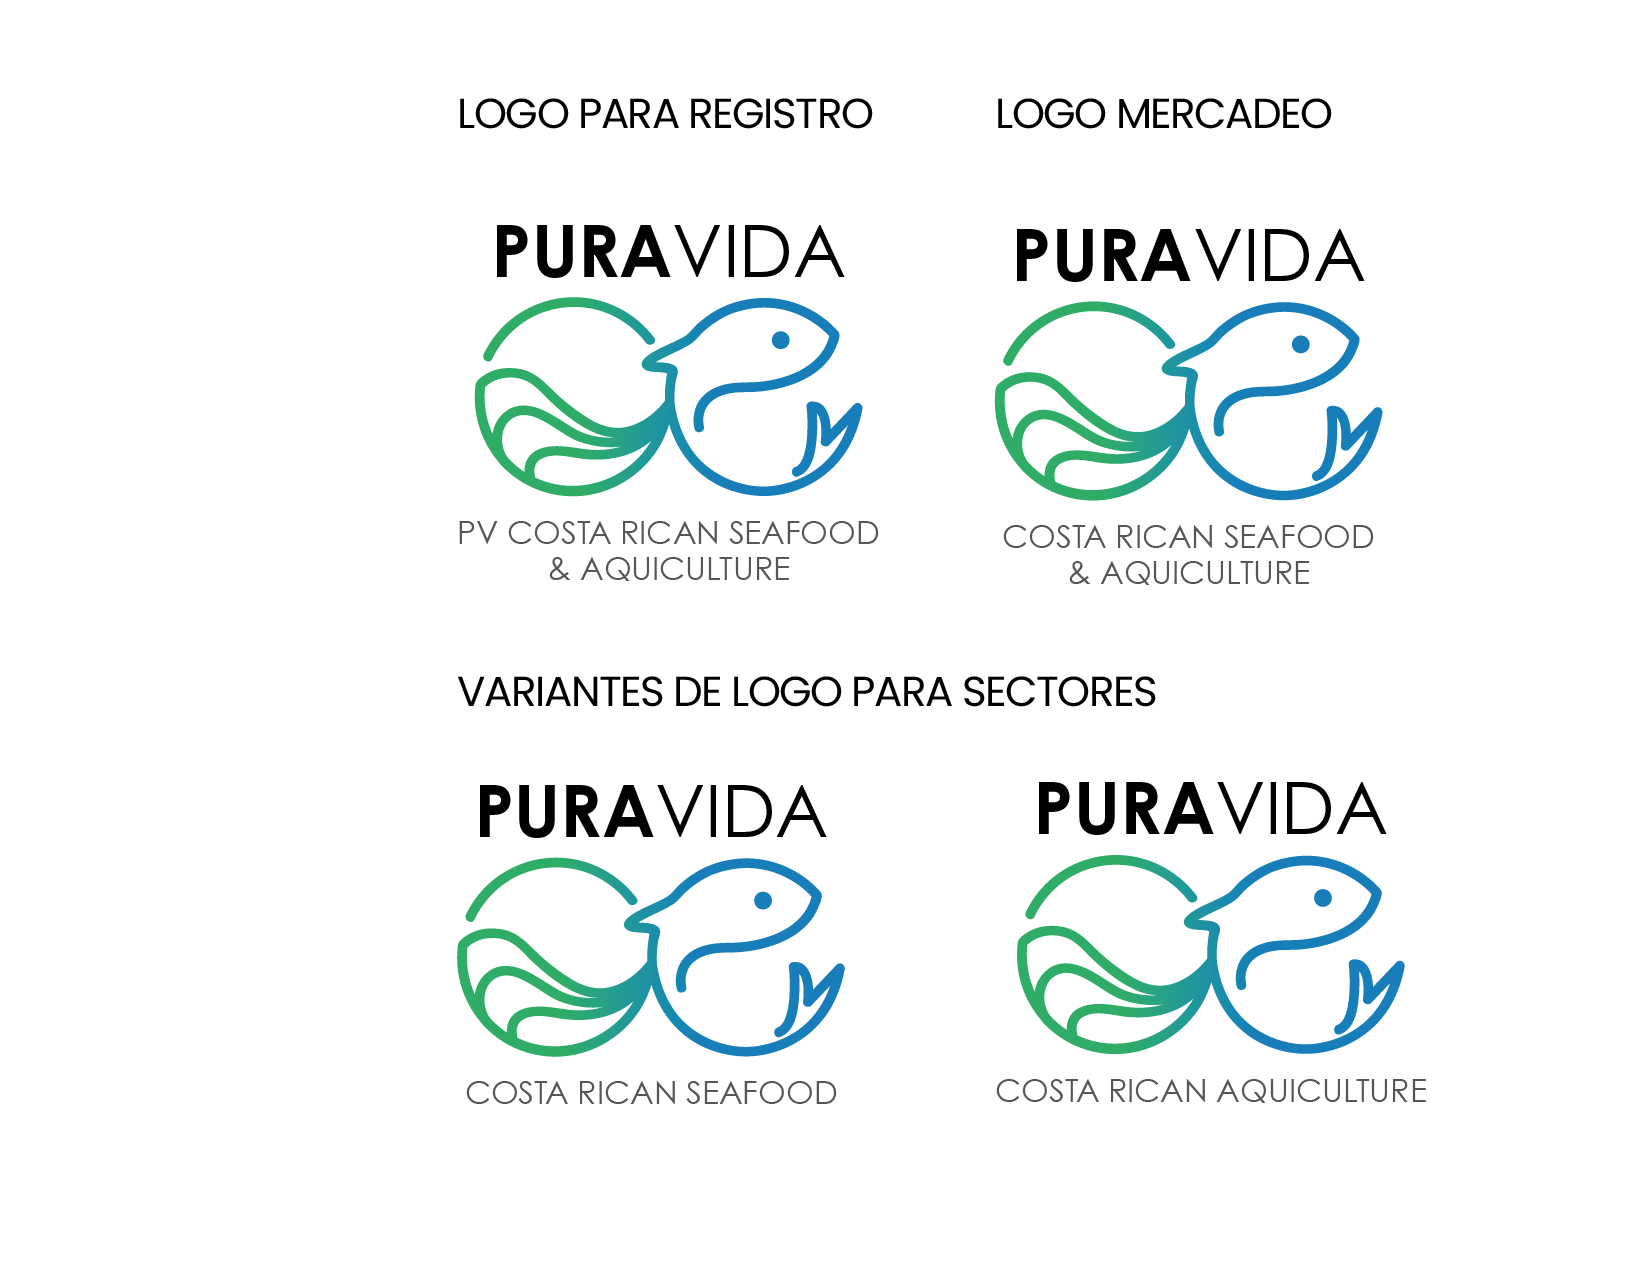 LOGO PARA REGISTRO
LOGO MERCADEO
PURAVIDA
PV COSTA RICAN SEAFOOD
& AQUICULTURE
PURAVIDA
COSTA RICAN SEAFOOD
& AQUICULTURE
VARIANTES DE LOGO PARA SECTORES
PURAVIDA
COSTA RICAN SEAFOOD
PURAVIDA
COSTA RICAN AQUICULTURE